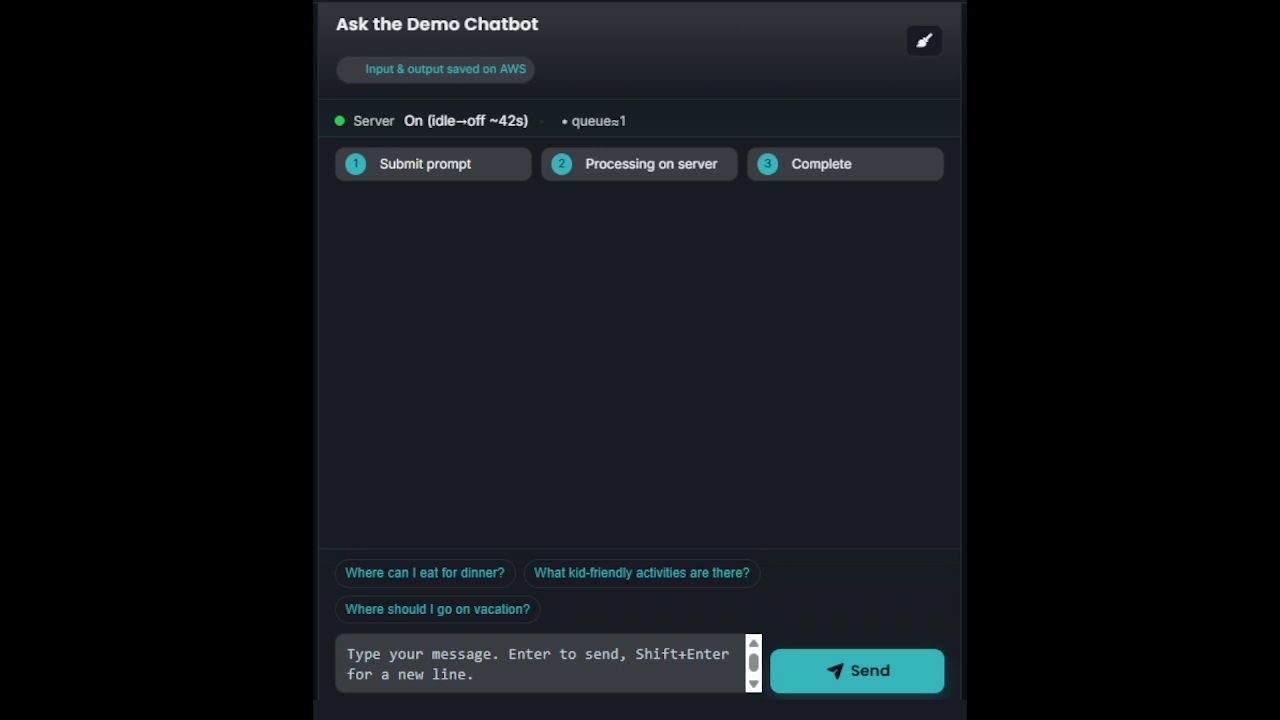 Ask the Demo Chatbot
Input & output saved on AWS
Server On (idle→off ~42s) • queue≈1
1 Submit prompt
2 Processing on server
3 Complete
Where can I eat for dinner?
What kid-friendly activities are there?
Where should I go on vacation?
Type your message. Enter to send, Shift+Enter
for a new line.
Send